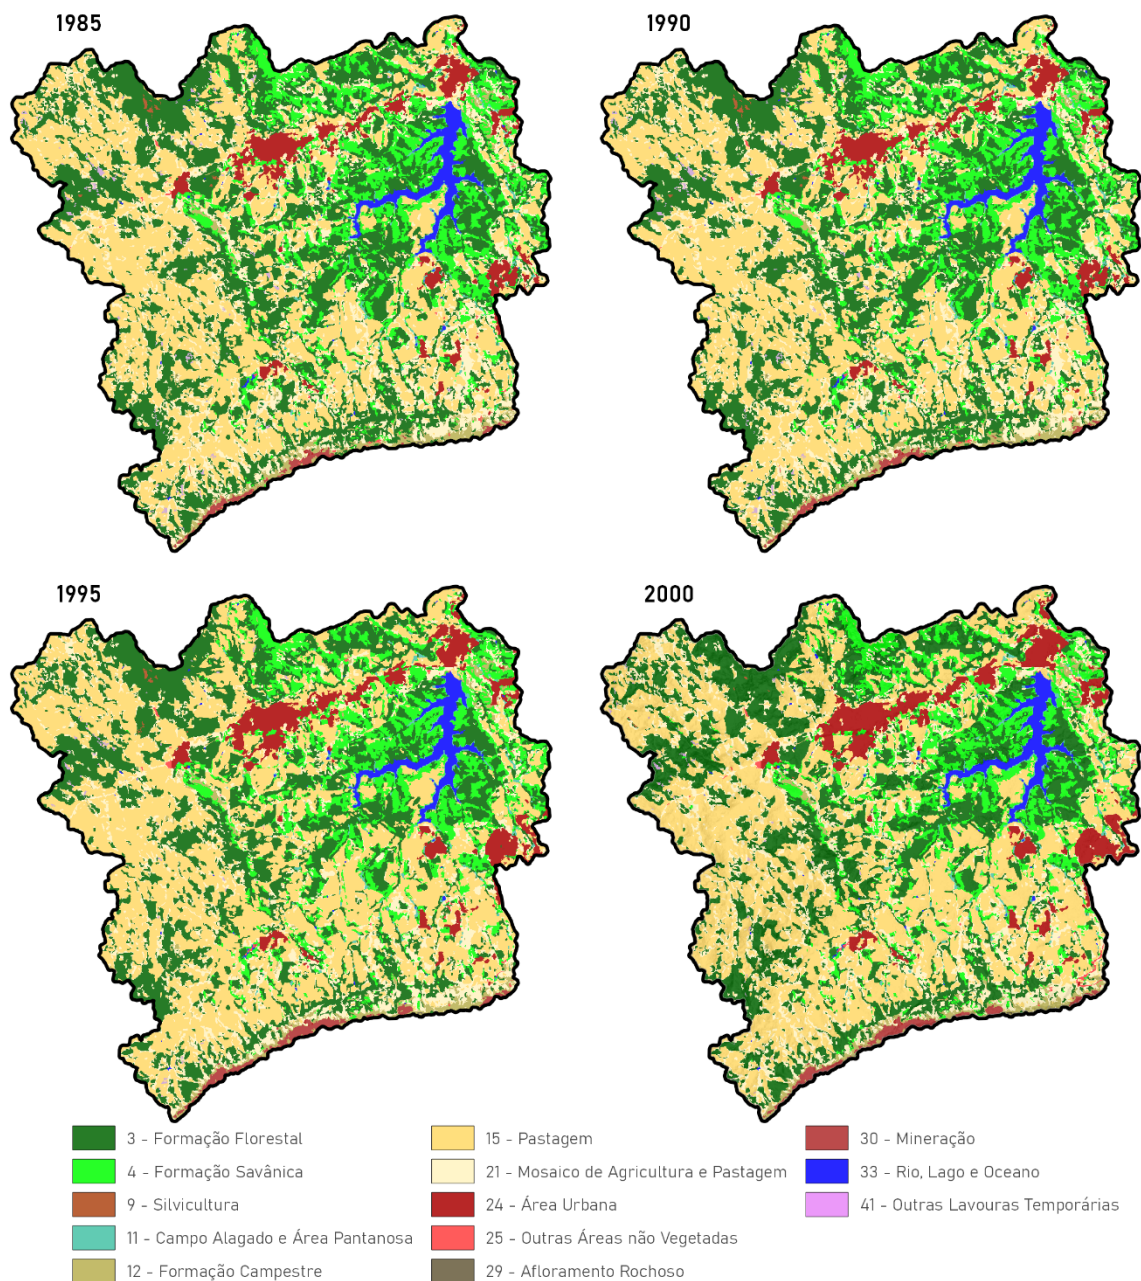 1985
1990
1995
2000
3 - Formação Florestal
4 - Formação Savânica
9 - Silvicultura
11 - Campo Alagado e Área Pantanosa
12 - Formação Campestre
15 - Pastagem
21 - Mosaico de Agricultura e Pastagem
24 - Área Urbana
25 - Outras Áreas não Vegetadas
29 - Afloramento Rochoso
30 - Mineração
33 - Rio, Lago e Oceano
41 - Outras Lavouras Temporárias